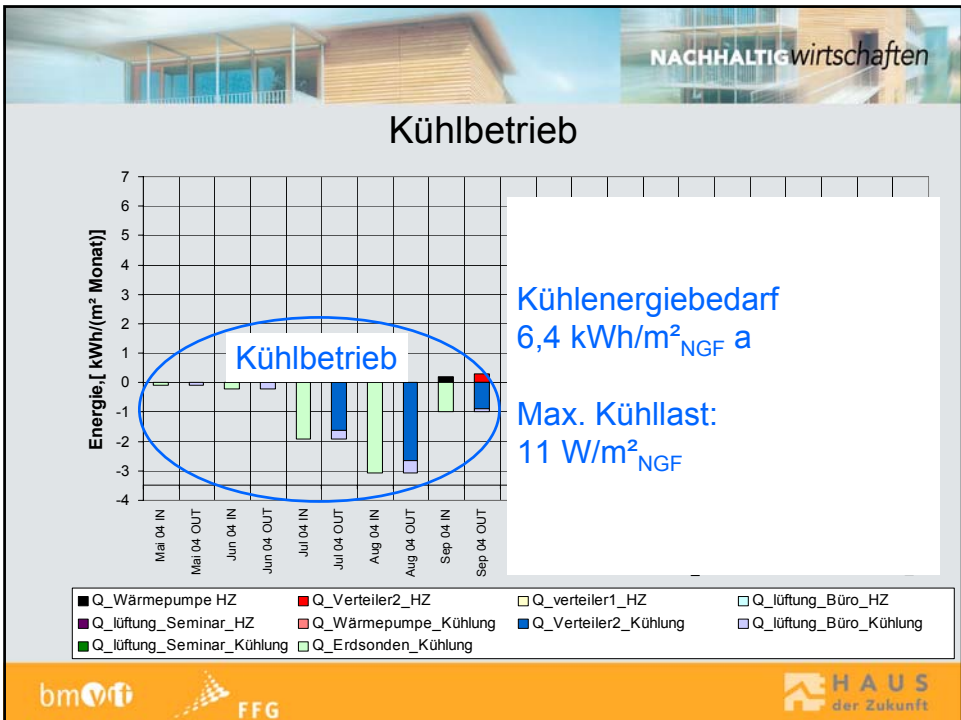 NACHHALTIGwirtschaften
Kühlbetrieb
7
6
5
4
3
2
1
0
-1
-2
-3
-4
Energie,[ kWh/(m² Monat)]
Kühlbetrieb
Kühlenergiebedarf
6,4 kWh/m²NGF a
Max. Kühllast:
11 W/m²NGF
Mai 04 IN
Mai 04 OUT
Jun 04 IN
Jun 04 OUT
Jul 04 IN
Jul 04 OUT
Aug 04 IN
Aug 04 OUT
Sep 04 IN
Sep 04 OUT
Q_Wärmepumpe HZ Q_Verteiler2_HZ Q_verteiler1_HZ Q_lüftung_Büro_HZ
Q_lüftung_Seminar_HZ Q_Wärmepumpe_Kühlung Q_Verteiler2_Kühlung Q_lüftung_Büro_Kühlung
Q_lüftung_Seminar_Kühlung Q_Erdsonden_Kühlung
bmvit
FFG
HAUS
der Zukunft